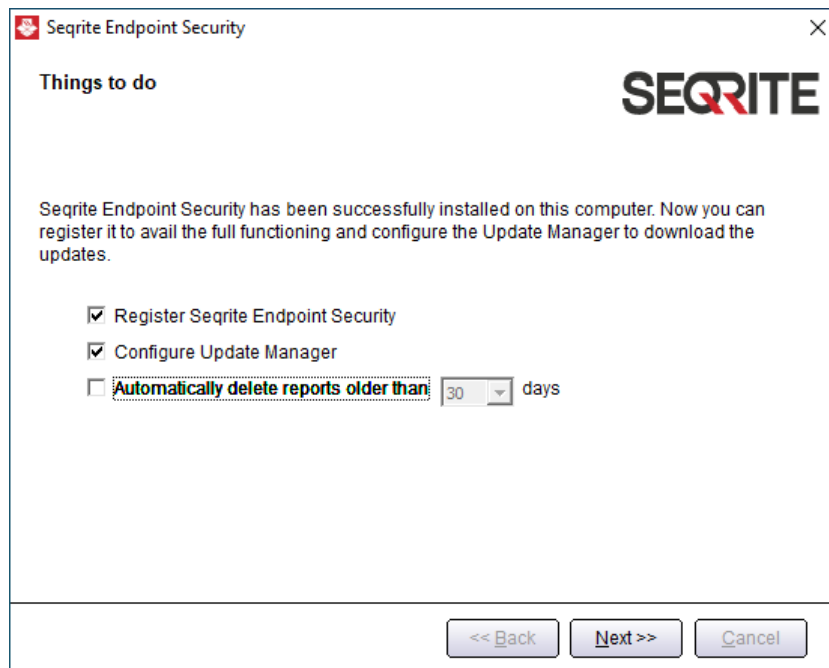 Seqrite Endpoint Security
Things to do
SEQRITE
Seqrite Endpoint Security has been successfully installed on this computer. Now you can
register it to avail the full functioning and configure the Update Manager to download the
updates.
Register Seqrite Endpoint Security
Configure Update Manager
Automatically delete reports older than 30 days
<< Back Next >> Cancel